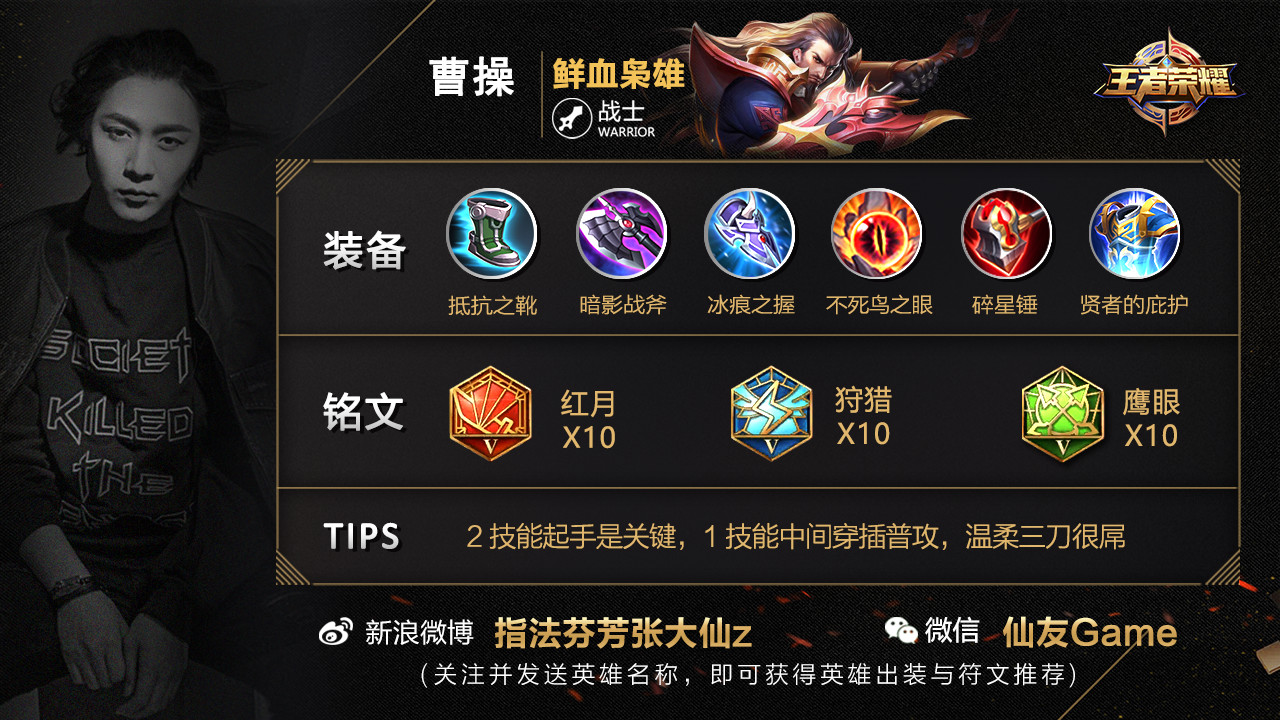 曹操
鲜血枭雄
战士
WARRIOR
王者荣耀
装备
抵抗之靴 暗影战斧 冰痕之握 不死鸟之眼 碎星锤 贤者的庇护
铭文
V 红月 X10
V 狩猎 X10
V 鹰眼 X10
TIPS
2 技能起手是关键，1 技能中间穿插普攻，温柔三刀很屌
SOCIETY
KILLED
THE
新浪微博 指法芬芳张大仙z 微信 仙友Game
（关注并发送英雄名称，即可获得英雄出装与符文推荐）